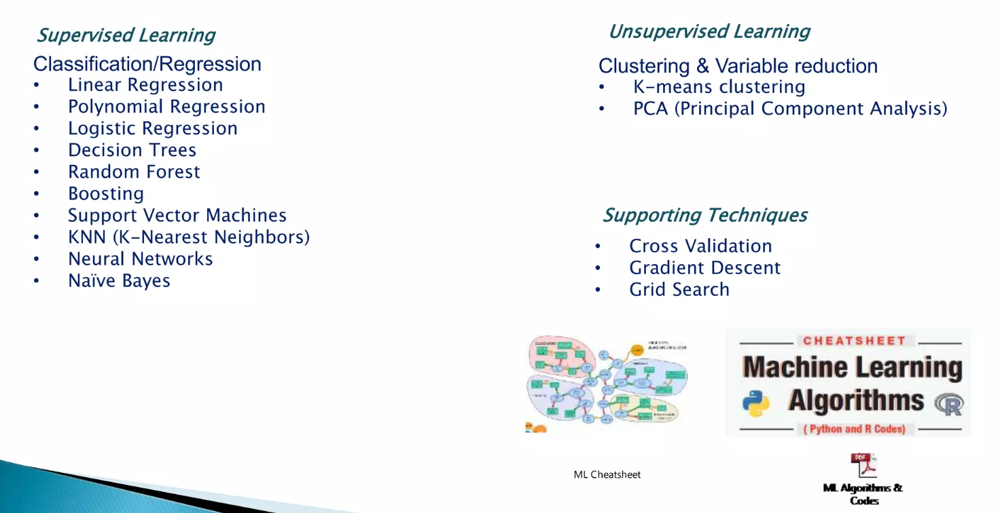 Supervised Learning
Classification/Regression
• Linear Regression
• Polynomial Regression
• Logistic Regression
• Decision Trees
• Random Forest
• Boosting
• Support Vector Machines
• KNN (K-Nearest Neighbors)
• Neural Networks
• Naïve Bayes
Unsupervised Learning
Clustering & Variable reduction
• K-means clustering
• PCA (Principal Component Analysis)
Supporting Techniques
• Cross Validation
• Gradient Descent
• Grid Search
ML Cheatsheet
CHEATSHEET
Machine Learning
Algorithms
R
( Python and R Codes)
PDF
ML Algorithms &
Codes